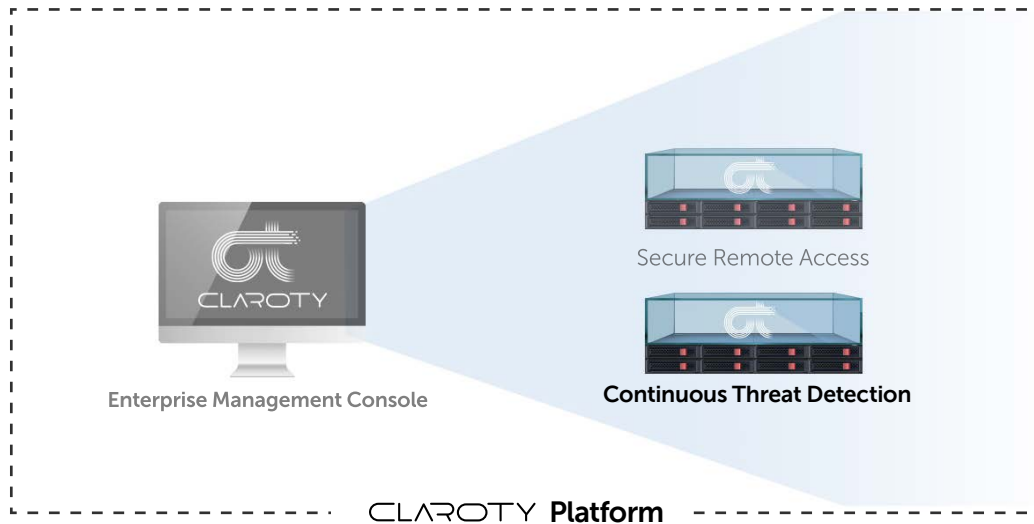 CLAROTY
Enterprise Management Console
Secure Remote Access
Continuous Threat Detection
CLAROTY Platform